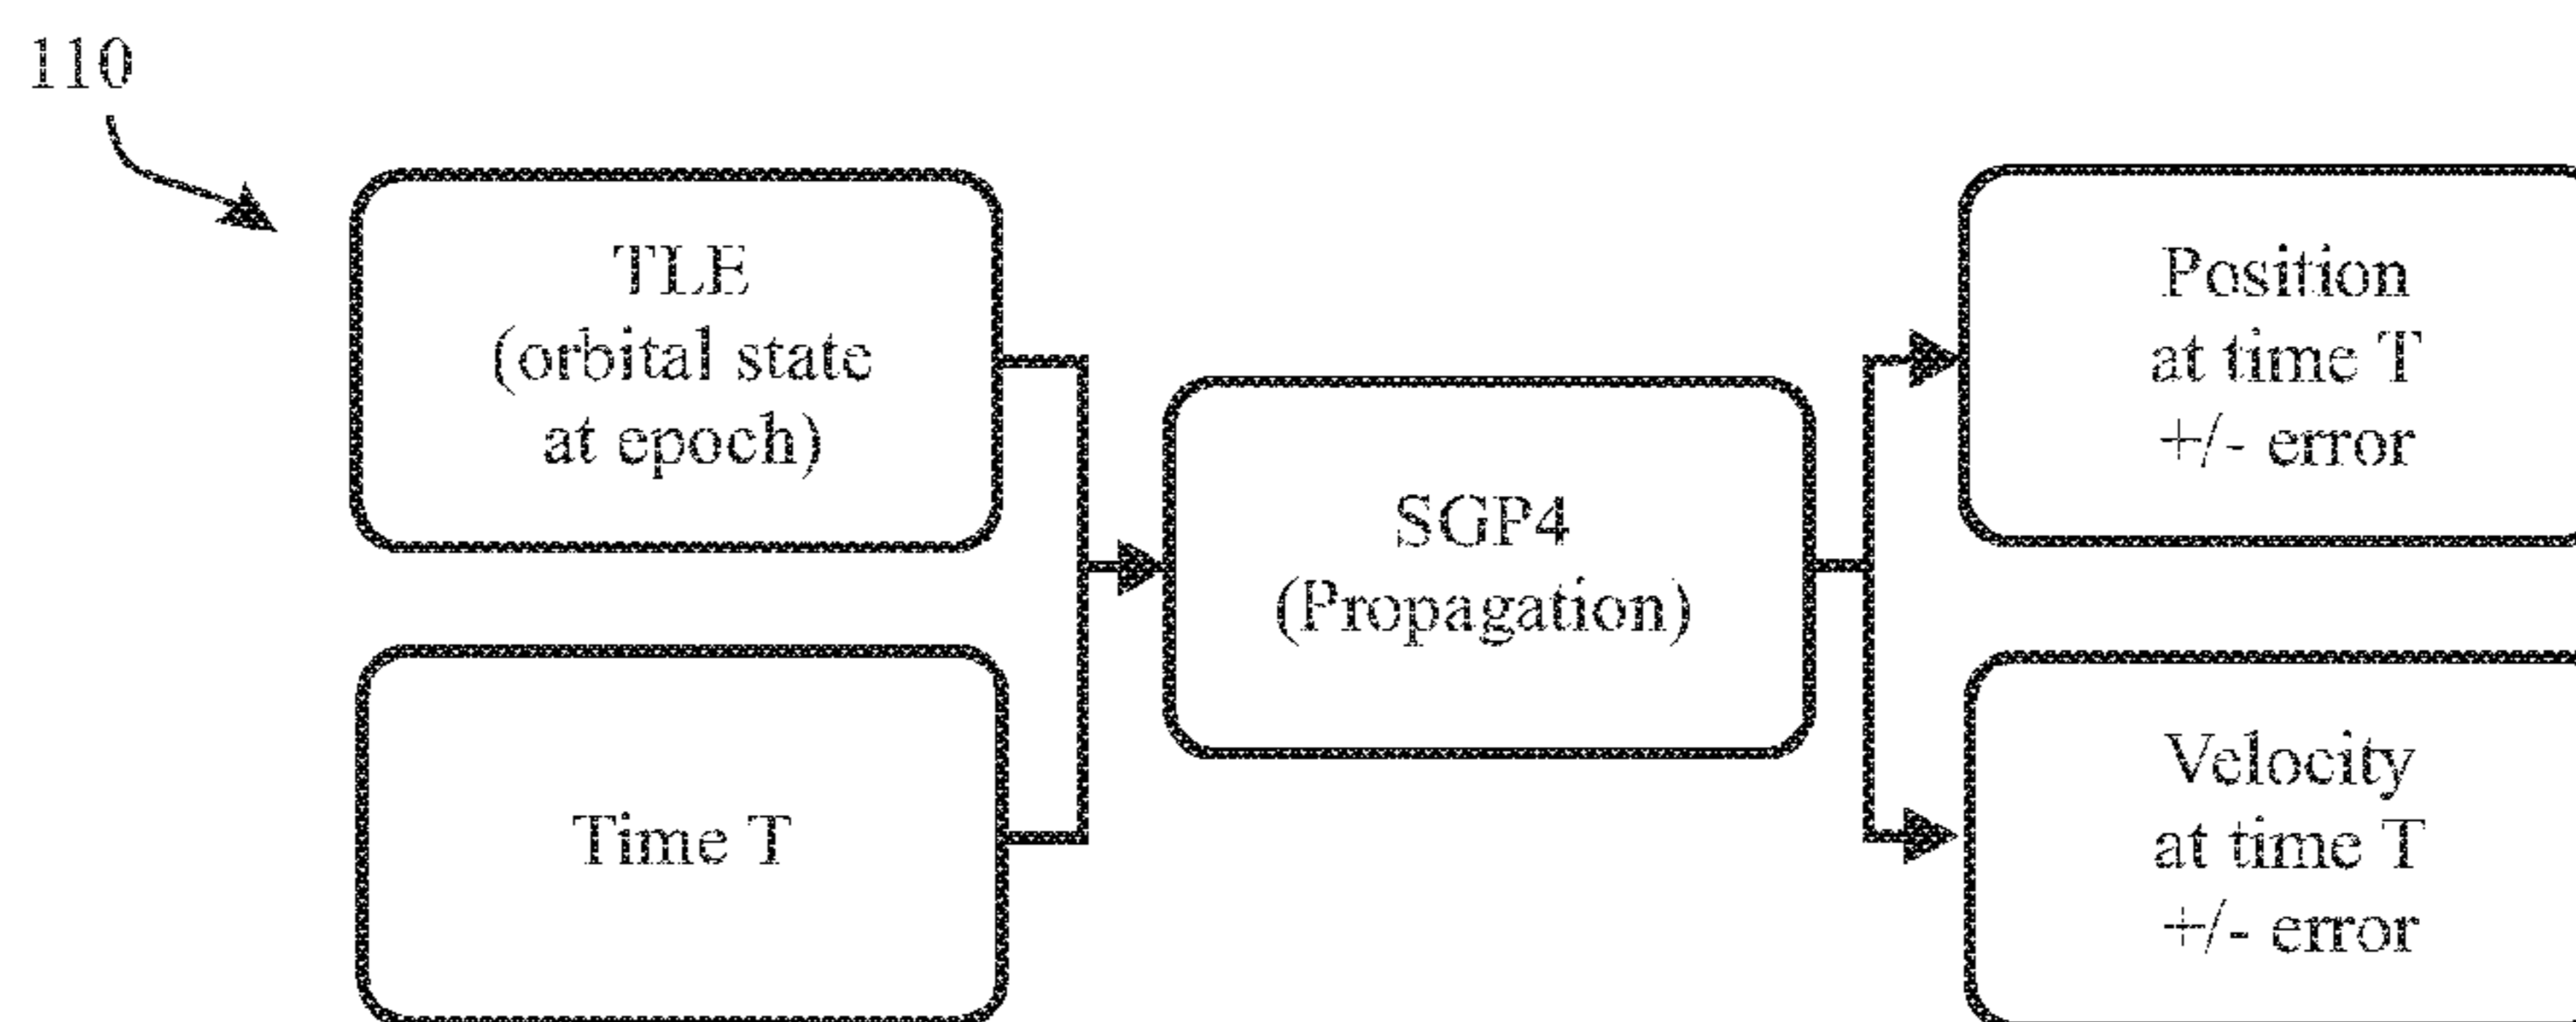 110
TLE
(orbital state
at epoch)
Time T
SGP4
(Propagation)
Position
at time T
+/- error
Velocity
at time T
+/- error